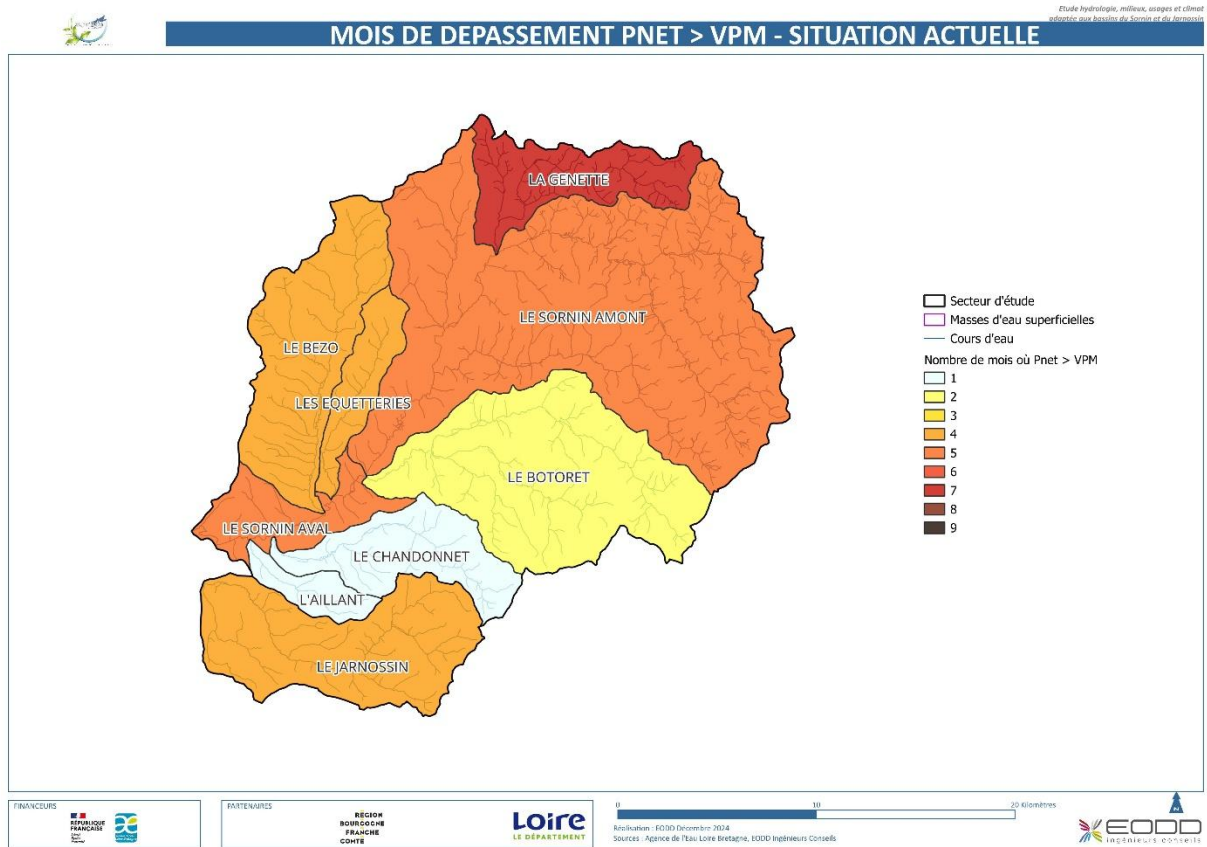 Etude hydrologie, milieux, usages et climat
adaptée aux bassins du Sornin et du Jarnossin
MOIS DE DEPASSEMENT PNET > VPM - SITUATION ACTUELLE
LA GENETTE
LE SORNIN AMONT
LE BEZO
LES EQUETTERIES
LE BOTORET
LE SORNIN AVAL
LE CHANDONNET
L'AILLANT
LE JARNOSSIN
Secteur d'étude
Masses d'eau superficielles
Cours d'eau
Nombre de mois où Pnet > VPM
1
2
3
4
5
6
7
8
9
FINANCEURS
RÉPUBLIQUE
FRANÇAISE
PARTENAIRES
RÉGION
BOURGOGNE
FRANCHE
COMTE
Loire
LE DÉPARTEMENT
0 10 20 Kilomètres
Réalisation : EODD Décembre 2024
Sources : Agence de l'Eau Loire Bretagne, EODD Ingénieurs Conseils
N
EODD
ingénieurs conseils